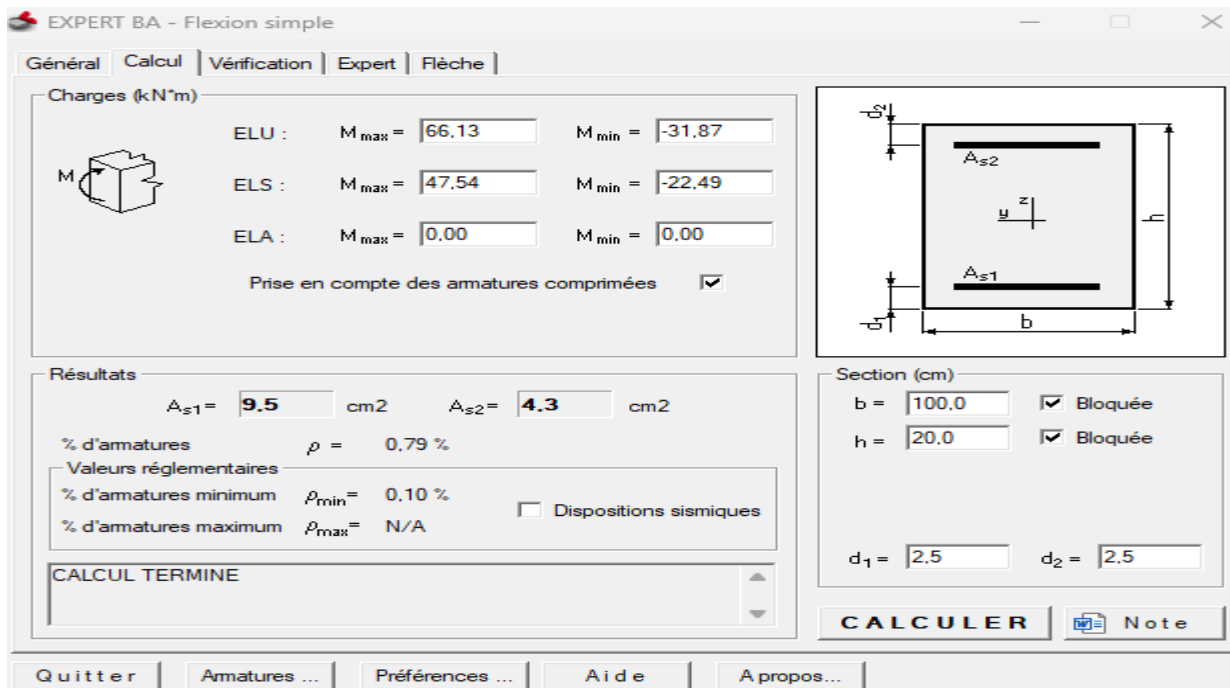 EXPERT BA - Flexion simple
Général Calcul Vérification Expert Flèche
Charges (kN*m)
ELU : M max = 66,13 M min = -31,87
ELS : M max = 47,54 M min = -22,49
ELA : M max = 0,00 M min = 0,00
Prise en compte des armatures comprimées
M
d2
As2
z
y
h
As1
d1
b
Résultats
As1= 9,5 cm2 As2= 4,3 cm2
% d'armatures ρ = 0,79 %
Valeurs réglementaires
% d'armatures minimum ρmin= 0,10 %
% d'armatures maximum ρmax= N/A
Dispositions sismiques
CALCUL TERMINE
Section (cm)
b = 100,0 Bloquée
h = 20,0 Bloquée
d1 = 2,5 d2 = 2,5
CALCULER Note
Quitter Armatures ... Préférences ... Aide A propos...